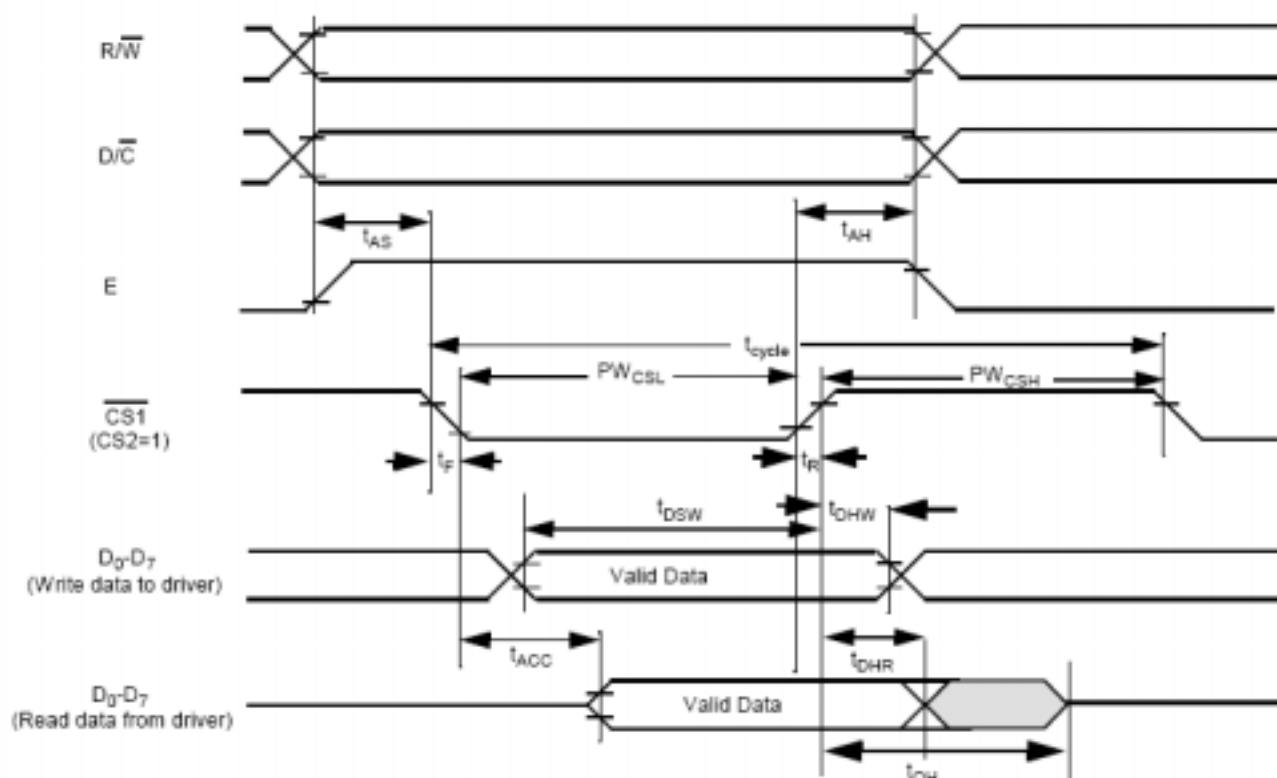 R/W̅
D/C̅
tAS
tAH
E
tcycle
PWCSL
PWCSH
C̅S̅1̅
(CS2=1)
tF
tR
tDSW
tDHW
D0-D7
(Write data to driver)
Valid Data
tACC
tDHR
D0-D7
(Read data from driver)
Valid Data
tOH